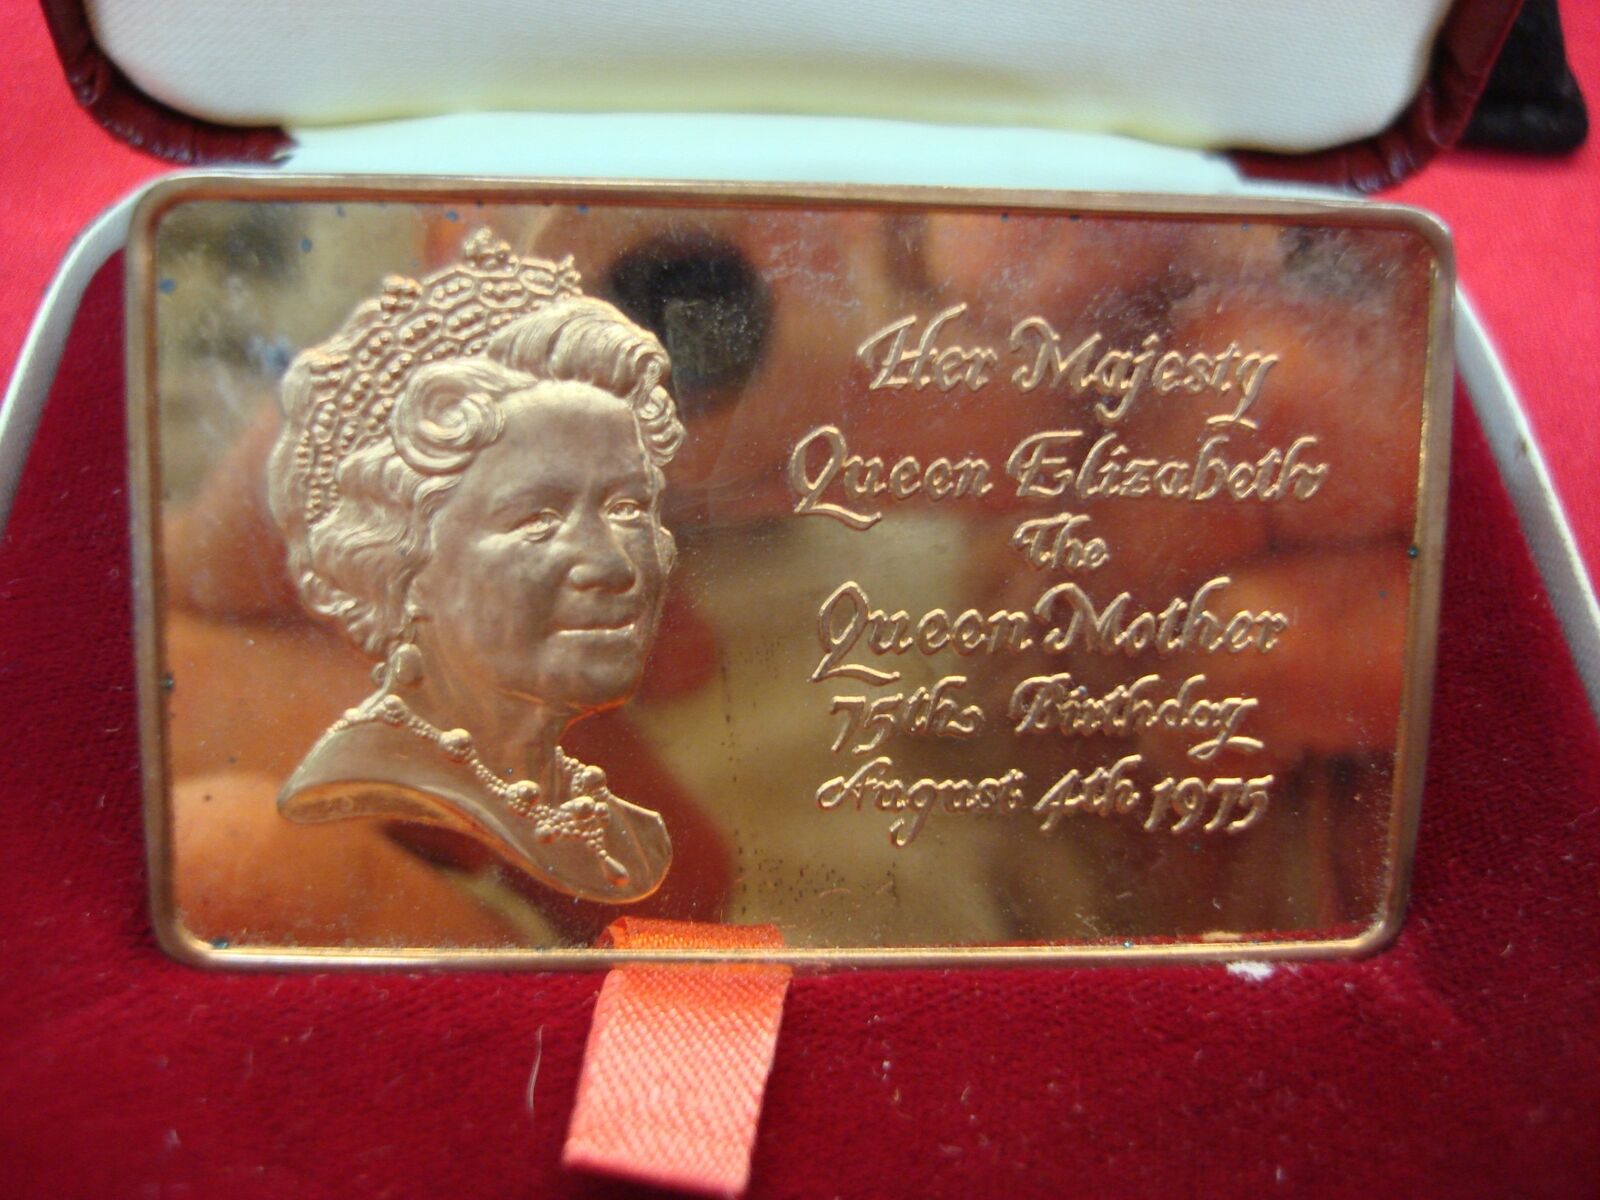 Her Majesty
Queen Elizabeth
The
Queen Mother
75th Birthday
August 4th 1975